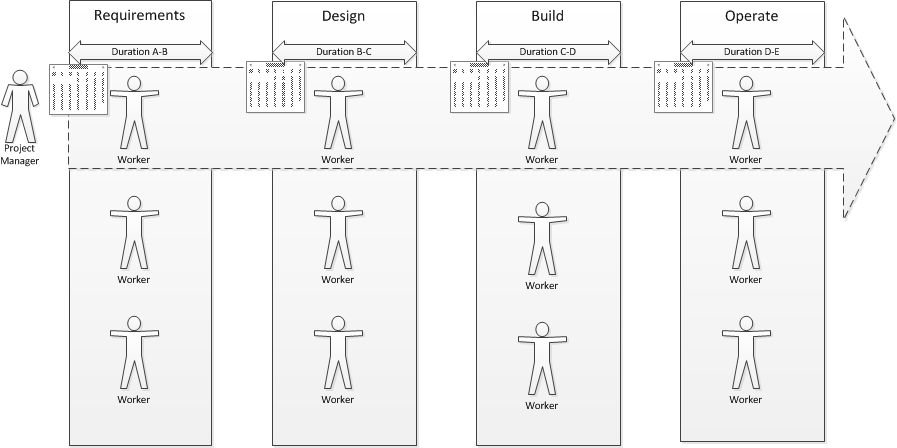 Requirements
Design
Build
Operate
Duration A-B
Duration B-C
Duration C-D
Duration D-E
Project
Manager
Worker
Worker
Worker
Worker
Worker
Worker
Worker
Worker
Worker
Worker
Worker
Worker